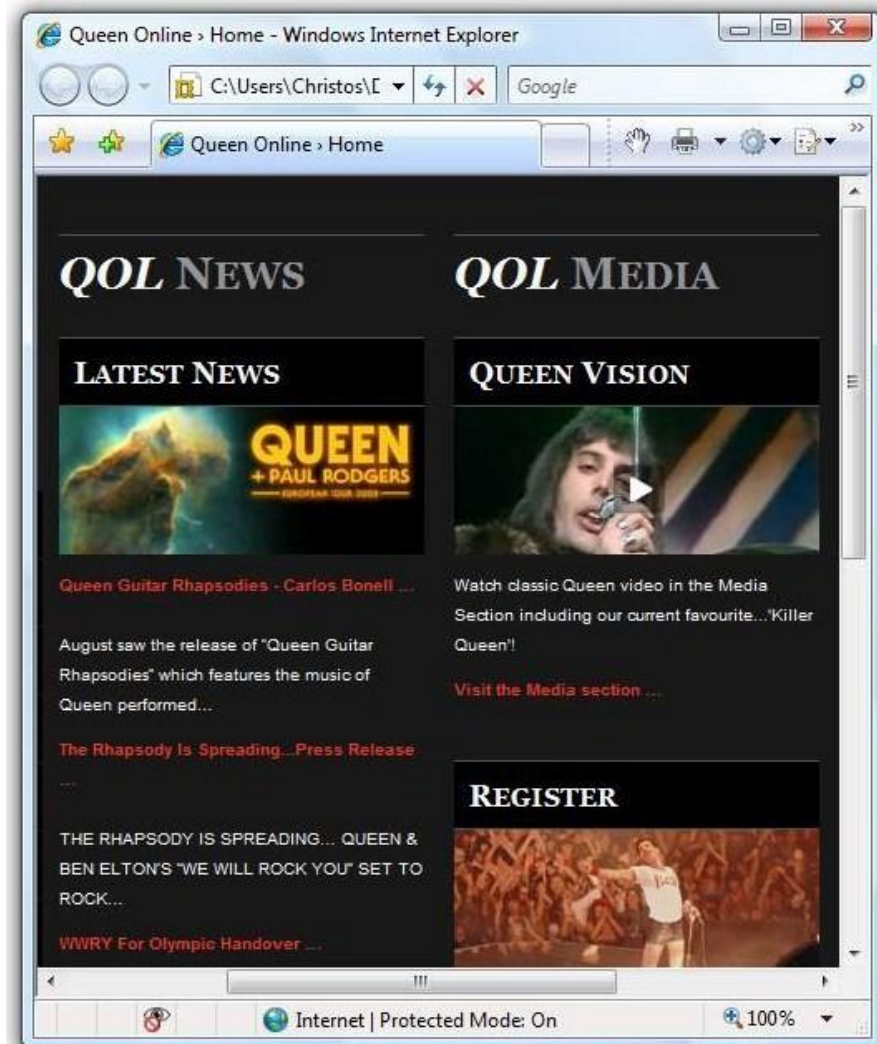 Queen Online › Home - Windows Internet Explorer
C:\Users\Christos\D
Google
Queen Online › Home
QOL NEWS
LATEST NEWS
QUEEN
+ PAUL RODGERS
EUROPEAN TOUR 2008
Queen Guitar Rhapsodies - Carlos Bonell ...
August saw the release of "Queen Guitar
Rhapsodies" which features the music of
Queen performed...
The Rhapsody Is Spreading...Press Release
...
THE RHAPSODY IS SPREADING... QUEEN &
BEN ELTON'S "WE WILL ROCK YOU" SET TO
ROCK...
WWRY For Olympic Handover ...
QOL MEDIA
QUEEN VISION
Watch classic Queen video in the Media
Section including our current favourite...'Killer
Queen'!
Visit the Media section ...
REGISTER
Internet | Protected Mode: On
100%